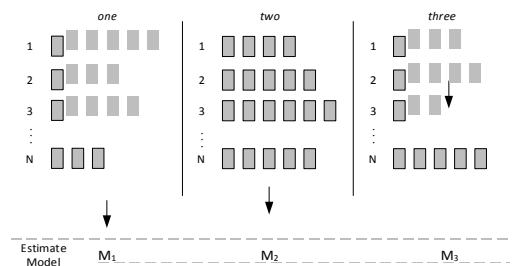 one two three
1 1 1
2 2 2
3 3 3
N N N
Estimate Model M1 M2 M3